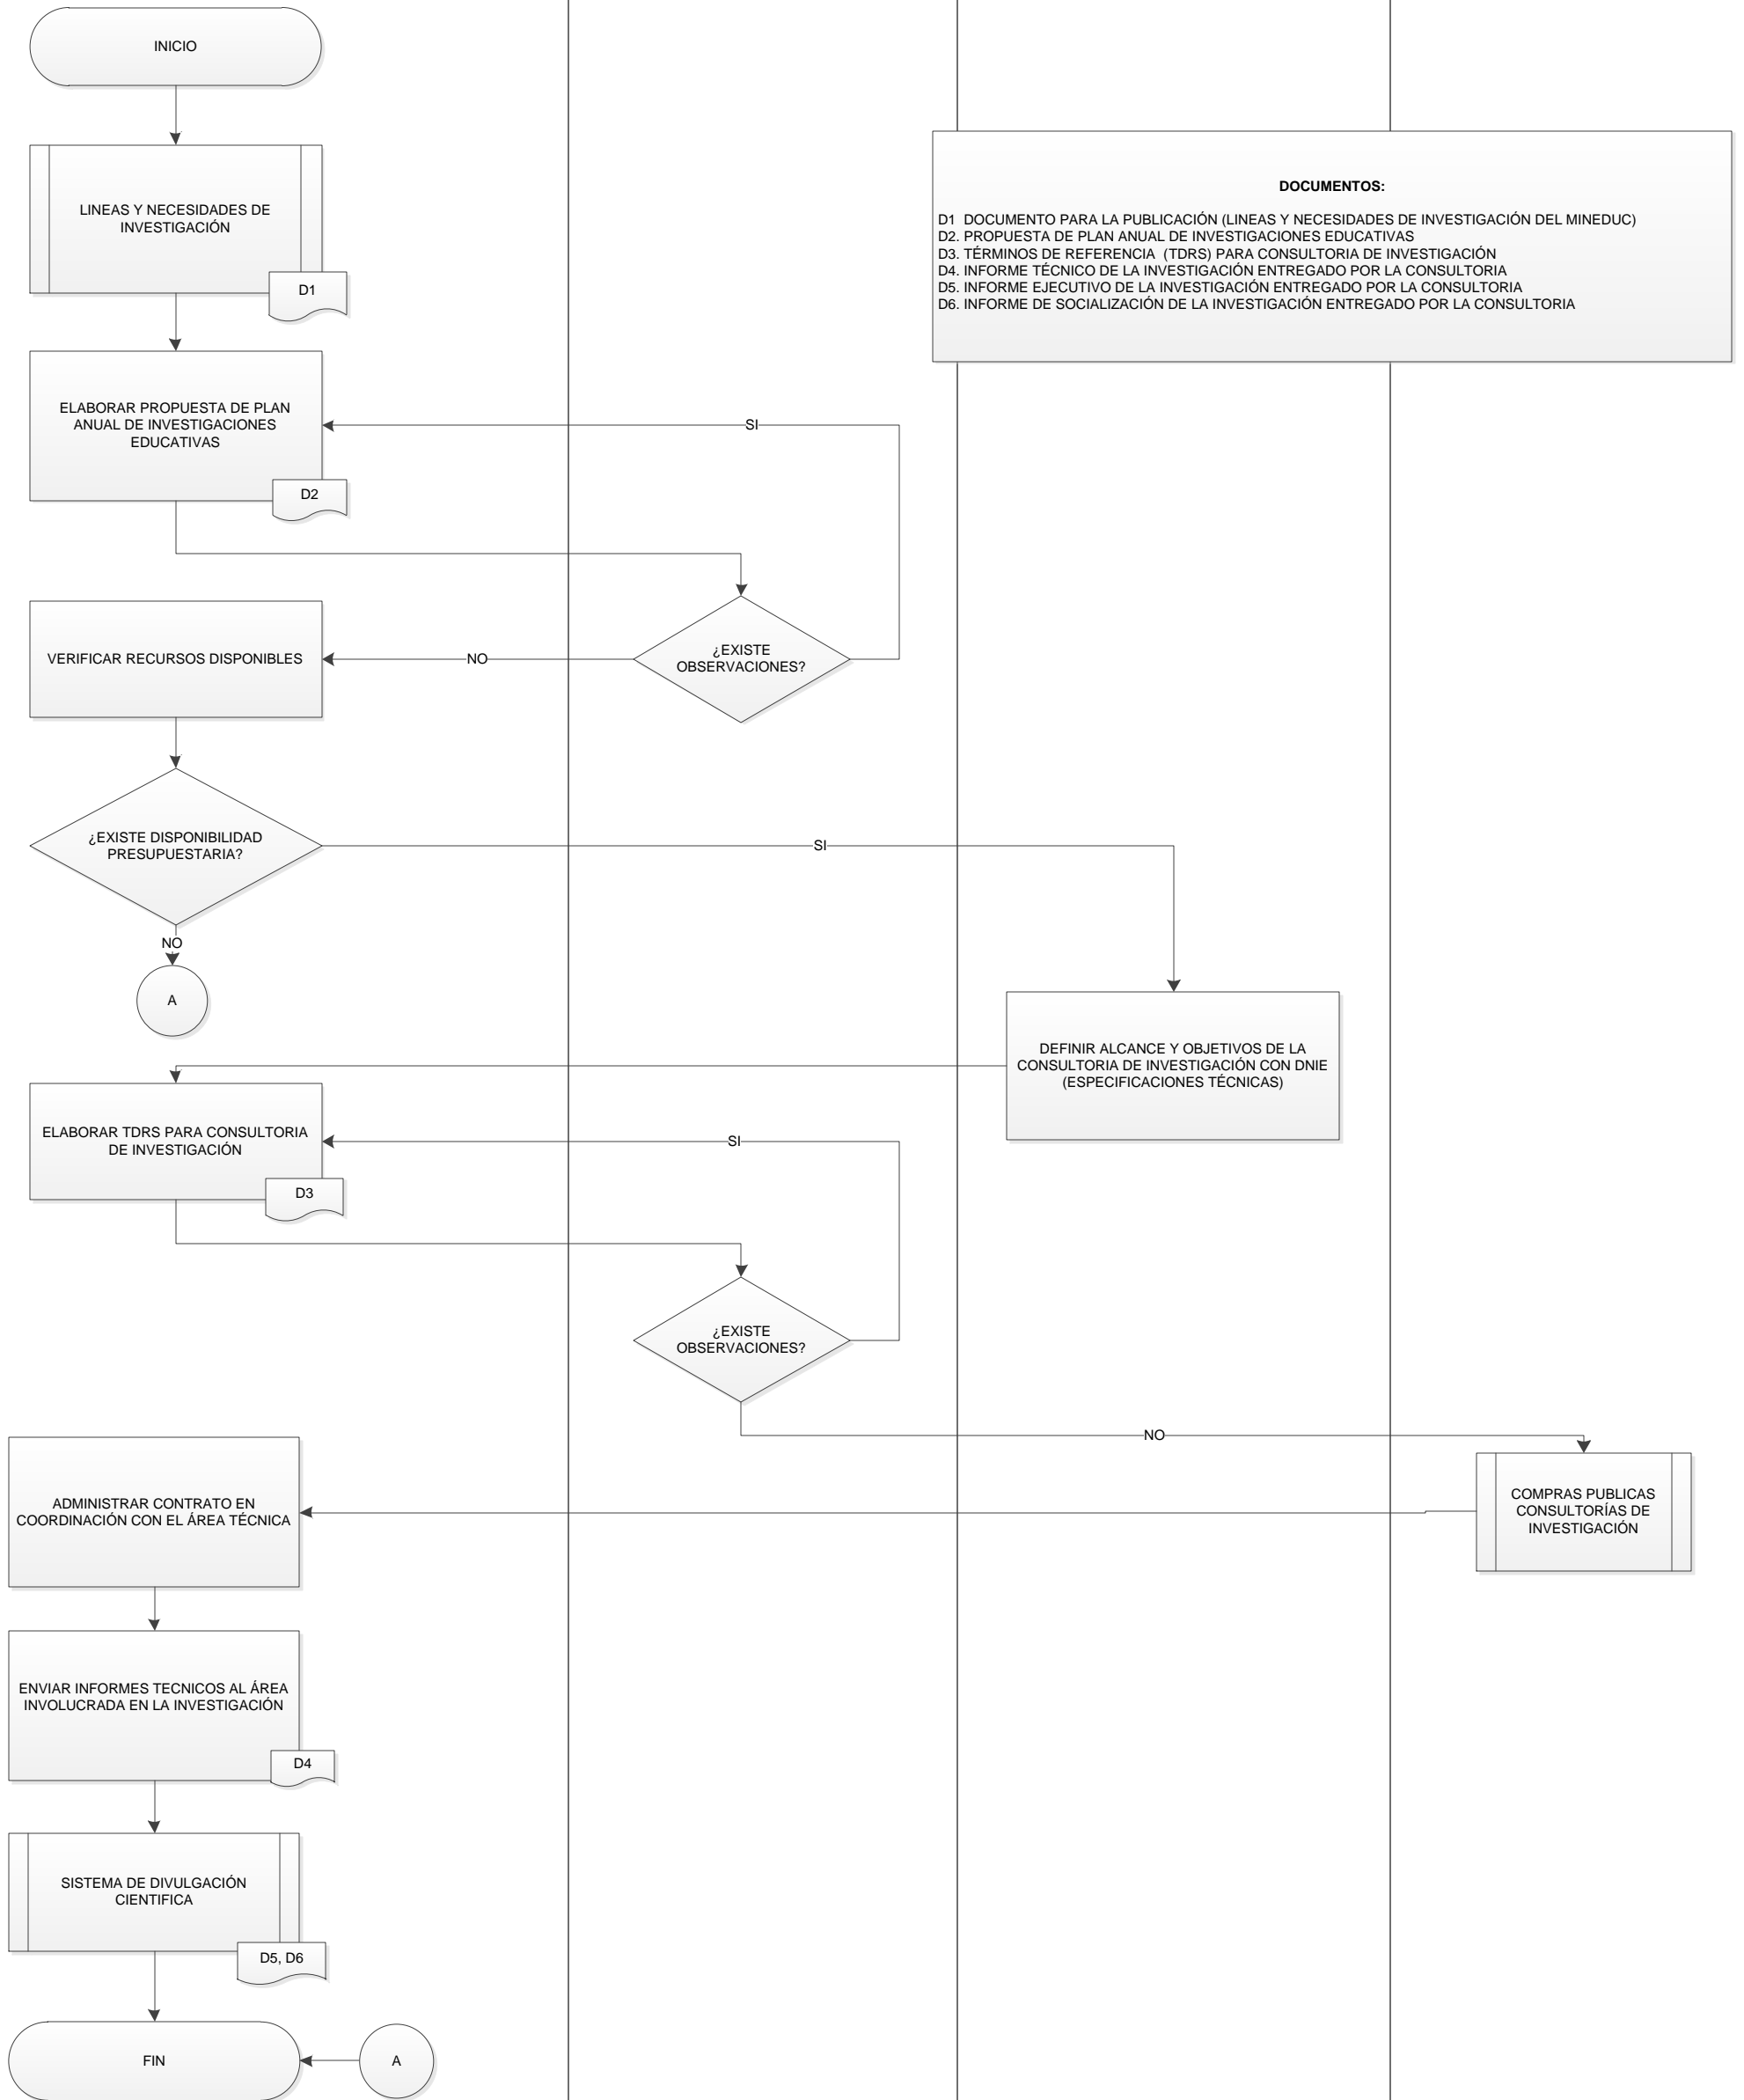 INICIO
LINEAS Y NECESIDADES DE
INVESTIGACIÓN
D1
DOCUMENTOS:
D1  DOCUMENTO PARA LA PUBLICACIÓN (LINEAS Y NECESIDADES DE INVESTIGACIÓN DEL MINEDUC)
D2. PROPUESTA DE PLAN ANUAL DE INVESTIGACIONES EDUCATIVAS
D3. TÉRMINOS DE REFERENCIA  (TDRS) PARA CONSULTORIA DE INVESTIGACIÓN
D4. INFORME TÉCNICO DE LA INVESTIGACIÓN ENTREGADO POR LA CONSULTORIA
D5. INFORME EJECUTIVO DE LA INVESTIGACIÓN ENTREGADO POR LA CONSULTORIA
D6. INFORME DE SOCIALIZACIÓN DE LA INVESTIGACIÓN ENTREGADO POR LA CONSULTORIA
ELABORAR PROPUESTA DE PLAN
ANUAL DE INVESTIGACIONES
EDUCATIVAS
D2
SI
¿EXISTE
OBSERVACIONES?
NO
VERIFICAR RECURSOS DISPONIBLES
¿EXISTE DISPONIBILIDAD
PRESUPUESTARIA?
SI
NO
A
DEFINIR ALCANCE Y OBJETIVOS DE LA
CONSULTORIA DE INVESTIGACIÓN CON DNIE
(ESPECIFICACIONES TÉCNICAS)
ELABORAR TDRS PARA CONSULTORIA
DE INVESTIGACIÓN
D3
SI
¿EXISTE
OBSERVACIONES?
NO
COMPRAS PUBLICAS
CONSULTORÍAS DE
INVESTIGACIÓN
ADMINISTRAR CONTRATO EN
COORDINACIÓN CON EL ÁREA TÉCNICA
ENVIAR INFORMES TECNICOS AL ÁREA
INVOLUCRADA EN LA INVESTIGACIÓN
D4
SISTEMA DE DIVULGACIÓN
CIENTIFICA
D5, D6
FIN
A